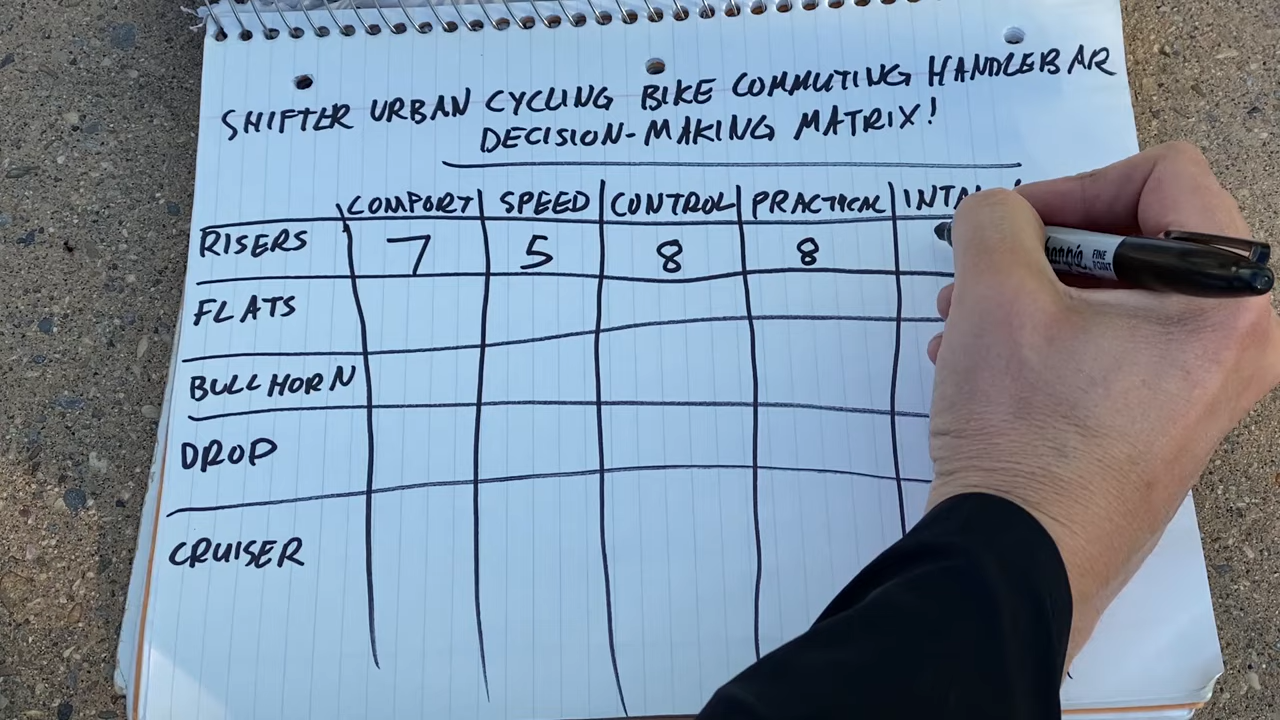 SHIFTER URBAN CYCLING BIKE COMMUTING HANDLEBAR
DECISION-MAKING MATRIX!
COMFORT SPEED CONTROL PRACTICAL
RISERS 7 5 8 8
FLATS
BULLHORN
DROP
CRUISER
FINE
POINT